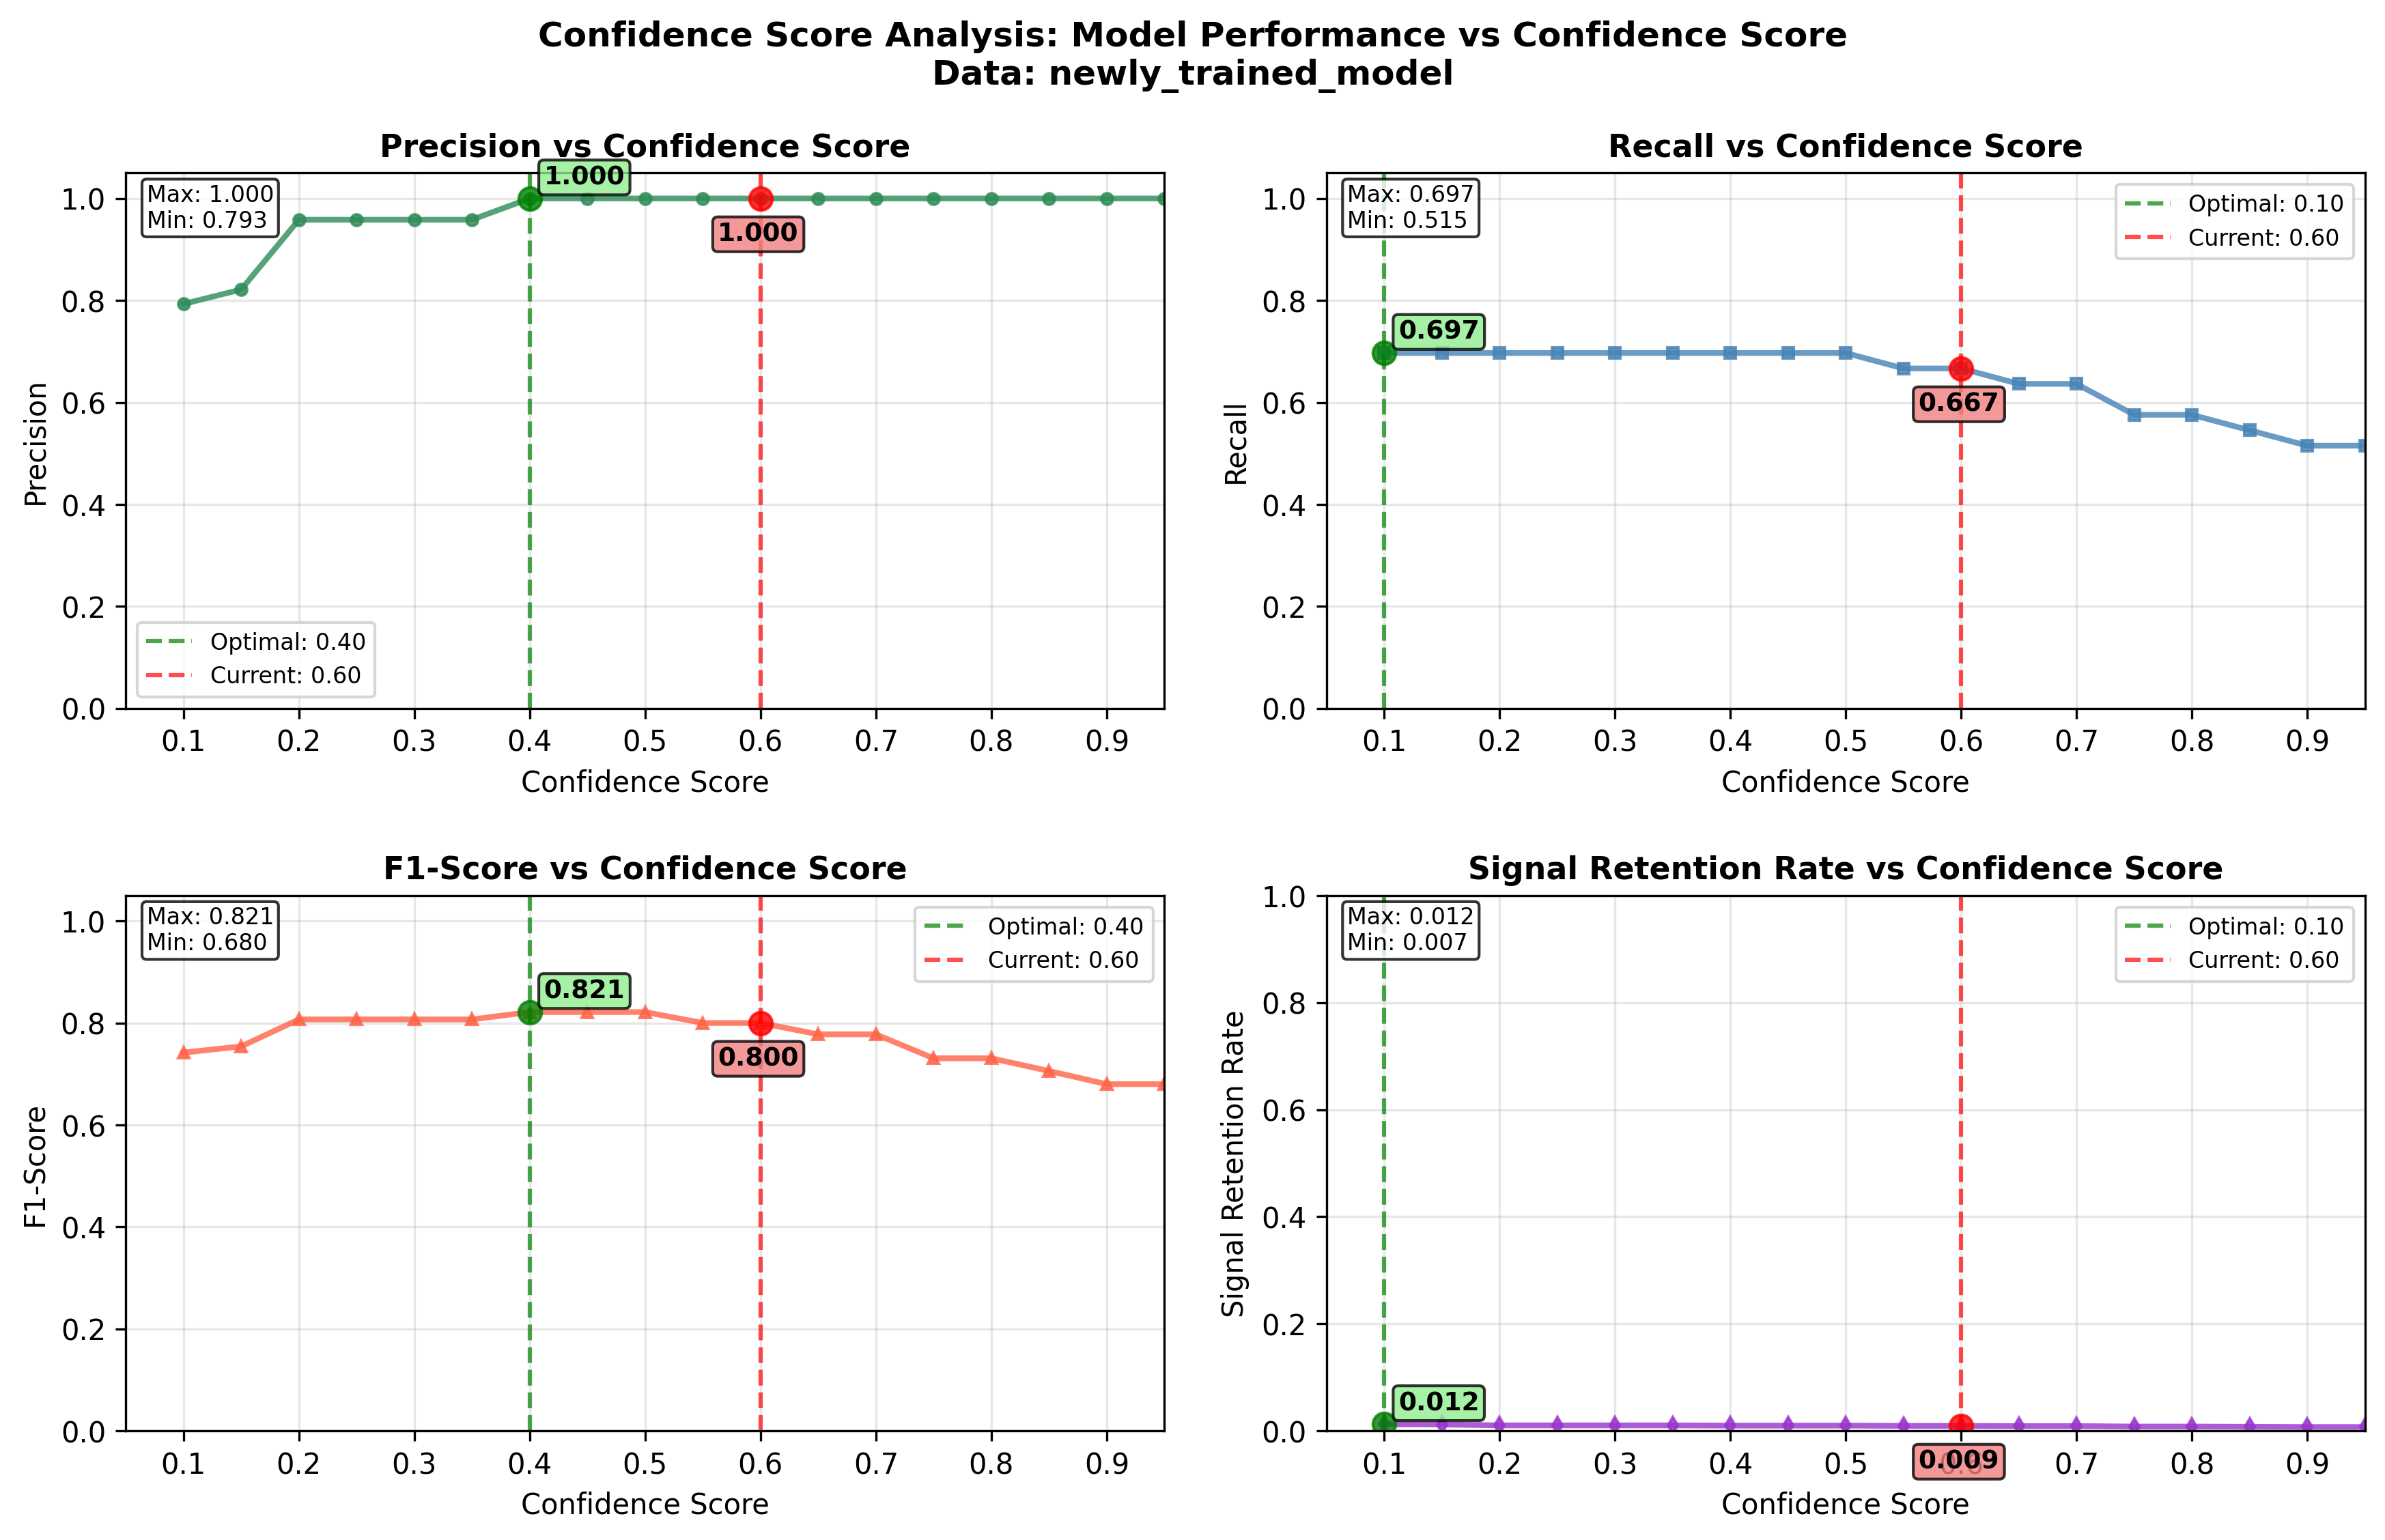 Confidence Score Analysis: Model Performance vs Confidence Score
Data: newly_trained_model
Precision vs Confidence Score
Max: 1.000
Min: 0.793
1.000
1.000
Optimal: 0.40
Current: 0.60
1.0
0.8
0.6
0.4
0.2
0.0
Precision
0.1 0.2 0.3 0.4 0.5 0.6 0.7 0.8 0.9
Confidence Score
Recall vs Confidence Score
Max: 0.697
Min: 0.515
Optimal: 0.10
Current: 0.60
0.697
0.667
1.0
0.8
0.6
0.4
0.2
0.0
Recall
0.1 0.2 0.3 0.4 0.5 0.6 0.7 0.8 0.9
Confidence Score
F1-Score vs Confidence Score
Max: 0.821
Min: 0.680
Optimal: 0.40
Current: 0.60
0.821
0.800
1.0
0.8
0.6
0.4
0.2
0.0
F1-Score
0.1 0.2 0.3 0.4 0.5 0.6 0.7 0.8 0.9
Confidence Score
Signal Retention Rate vs Confidence Score
Max: 0.012
Min: 0.007
Optimal: 0.10
Current: 0.60
0.012
0.009
1.0
0.8
0.6
0.4
0.2
0.0
Signal Retention Rate
0.1 0.2 0.3 0.4 0.5 0.6 0.7 0.8 0.9
Confidence Score